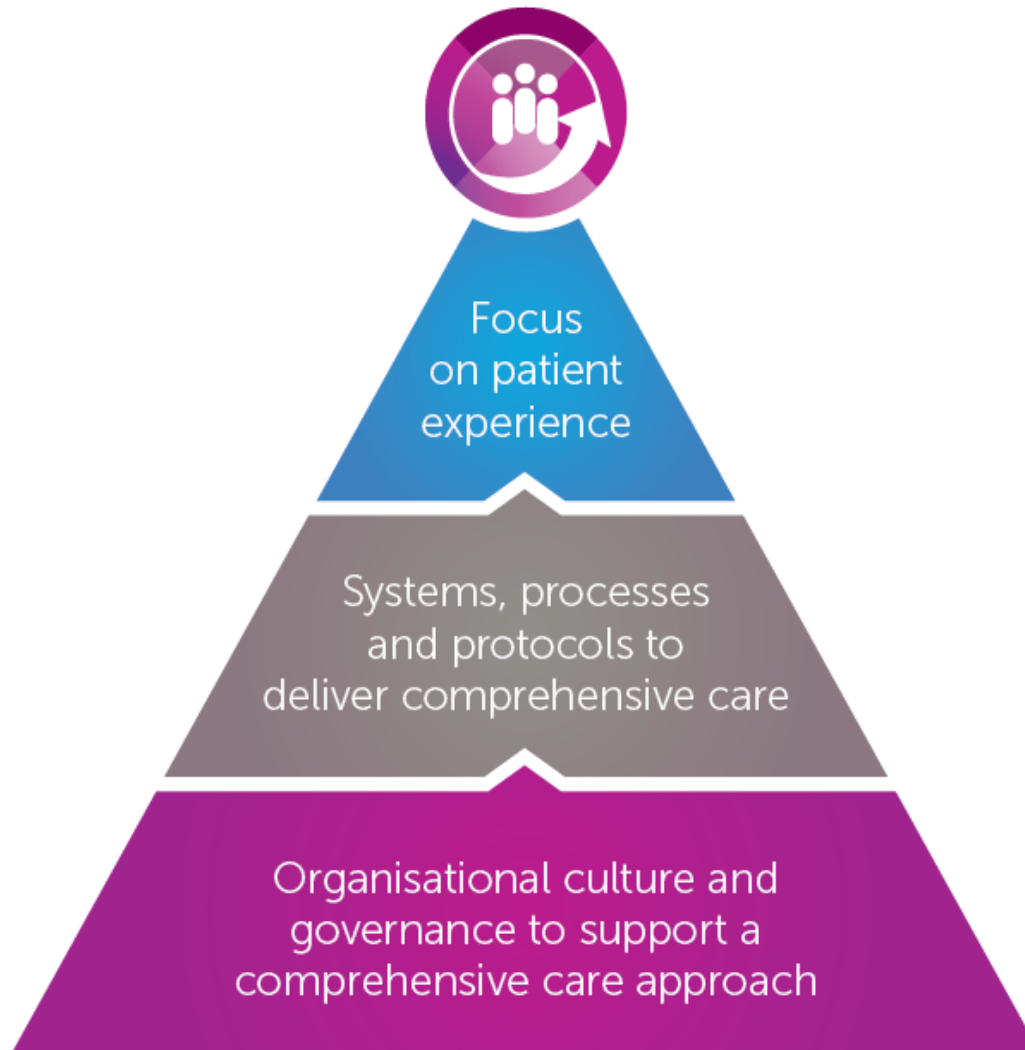 Focus
on patient
experience
Systems, processes
and protocols to
deliver comprehensive care
Organisational culture and
governance to support a
comprehensive care approach